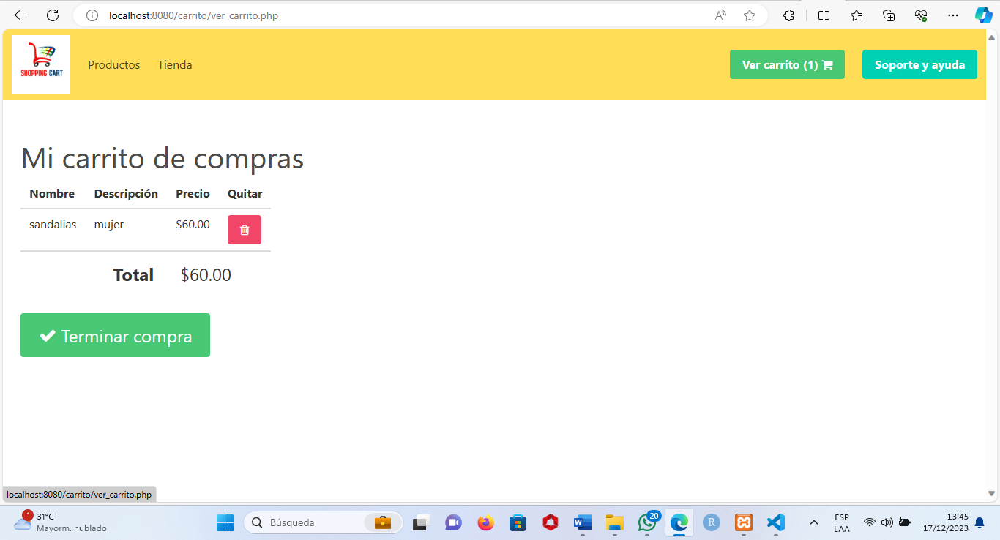 localhost:8080/carrito/ver_carrito.php
SHOPPING CART
Productos Tienda Ver carrito (1) Soporte y ayuda
Mi carrito de compras
Nombre Descripción Precio Quitar
sandalias mujer $60.00
Total $60.00
Terminar compra
localhost:8080/carrito/ver_carrito.php
1 31°C
Mayorm. nublado
Búsqueda
20
R
ESP
LAA
13:45
17/12/2023